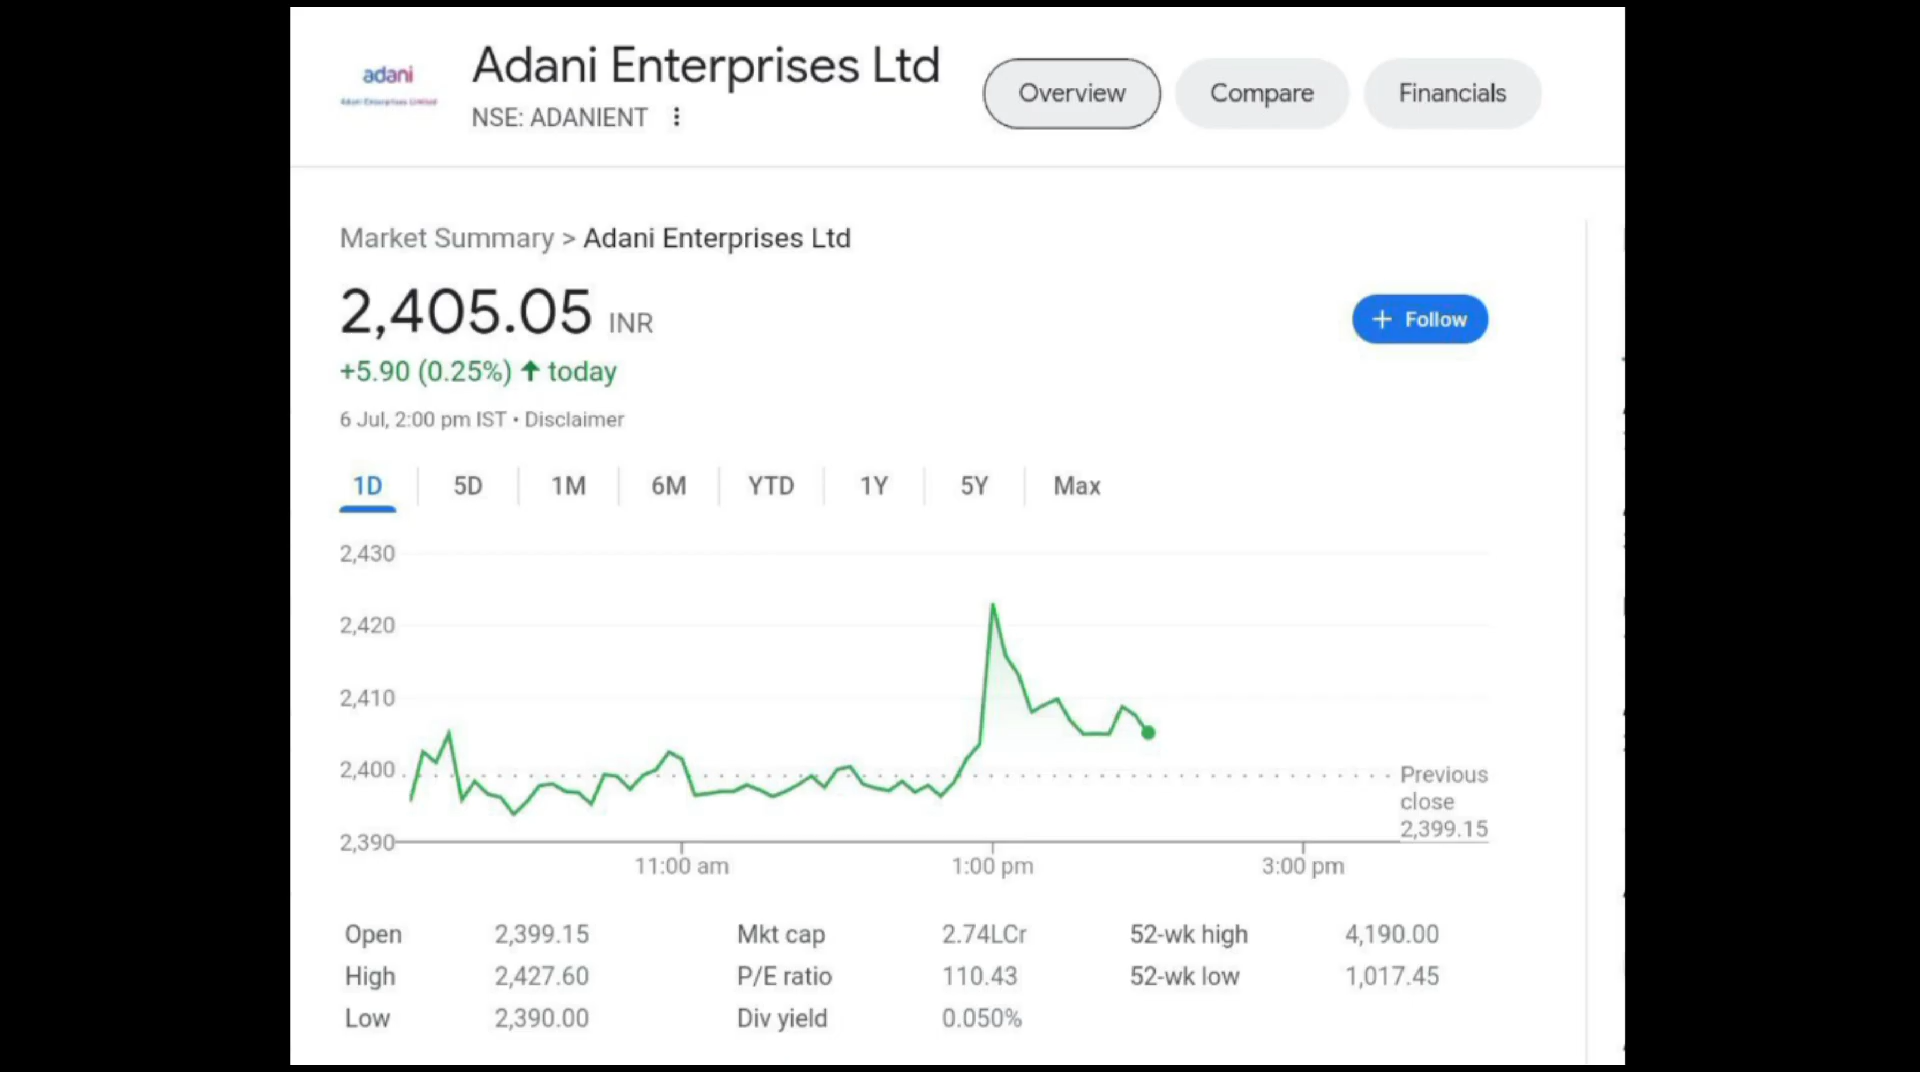 adani
Adani Enterprises Limited
Adani Enterprises Ltd
NSE: ADANIENT
Overview
Compare
Financials
Market Summary > Adani Enterprises Ltd
2,405.05 INR
+ Follow
+5.90 (0.25%) ↑ today
6 Jul, 2:00 pm IST • Disclaimer
1D 5D 1M 6M YTD 1Y 5Y Max
2,430
2,420
2,410
2,400
2,390
Previous
close
2,399.15
11:00 am 1:00 pm 3:00 pm
Open 2,399.15 Mkt cap 2.74LCr 52-wk high 4,190.00
High 2,427.60 P/E ratio 110.43 52-wk low 1,017.45
Low 2,390.00 Div yield 0.050%